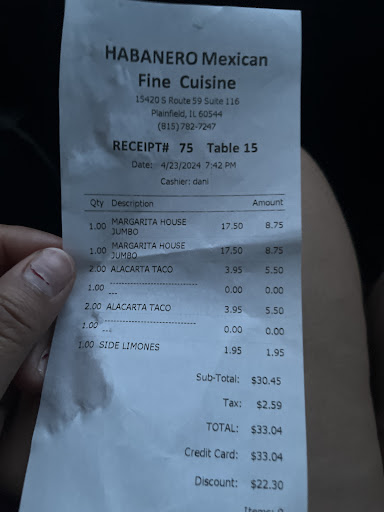 HABANERO Mexican
Fine Cuisine
15420 S Route 59 Suite 116
Plainfield, IL 60544
(815)782-7247
RECEIPT# 75 Table 15
Date: 4/23/2024 7:42 PM
Cashier: dani
Qty Description Amount
1.00 MARGARITA HOUSE JUMBO 17.50 8.75
1.00 MARGARITA HOUSE JUMBO 17.50 8.75
2.00 ALACARTA TACO 3.95 5.50
1.00 ------------------------- --- 0.00 0.00
2.00 ALACARTA TACO 3.95 5.50
1.00 ------------------------- --- 0.00 0.00
1.00 SIDE LIMONES 1.95 1.95
Sub-Total: $30.45
Tax: $2.59
TOTAL: $33.04
Credit Card: $33.04
Discount: $22.30